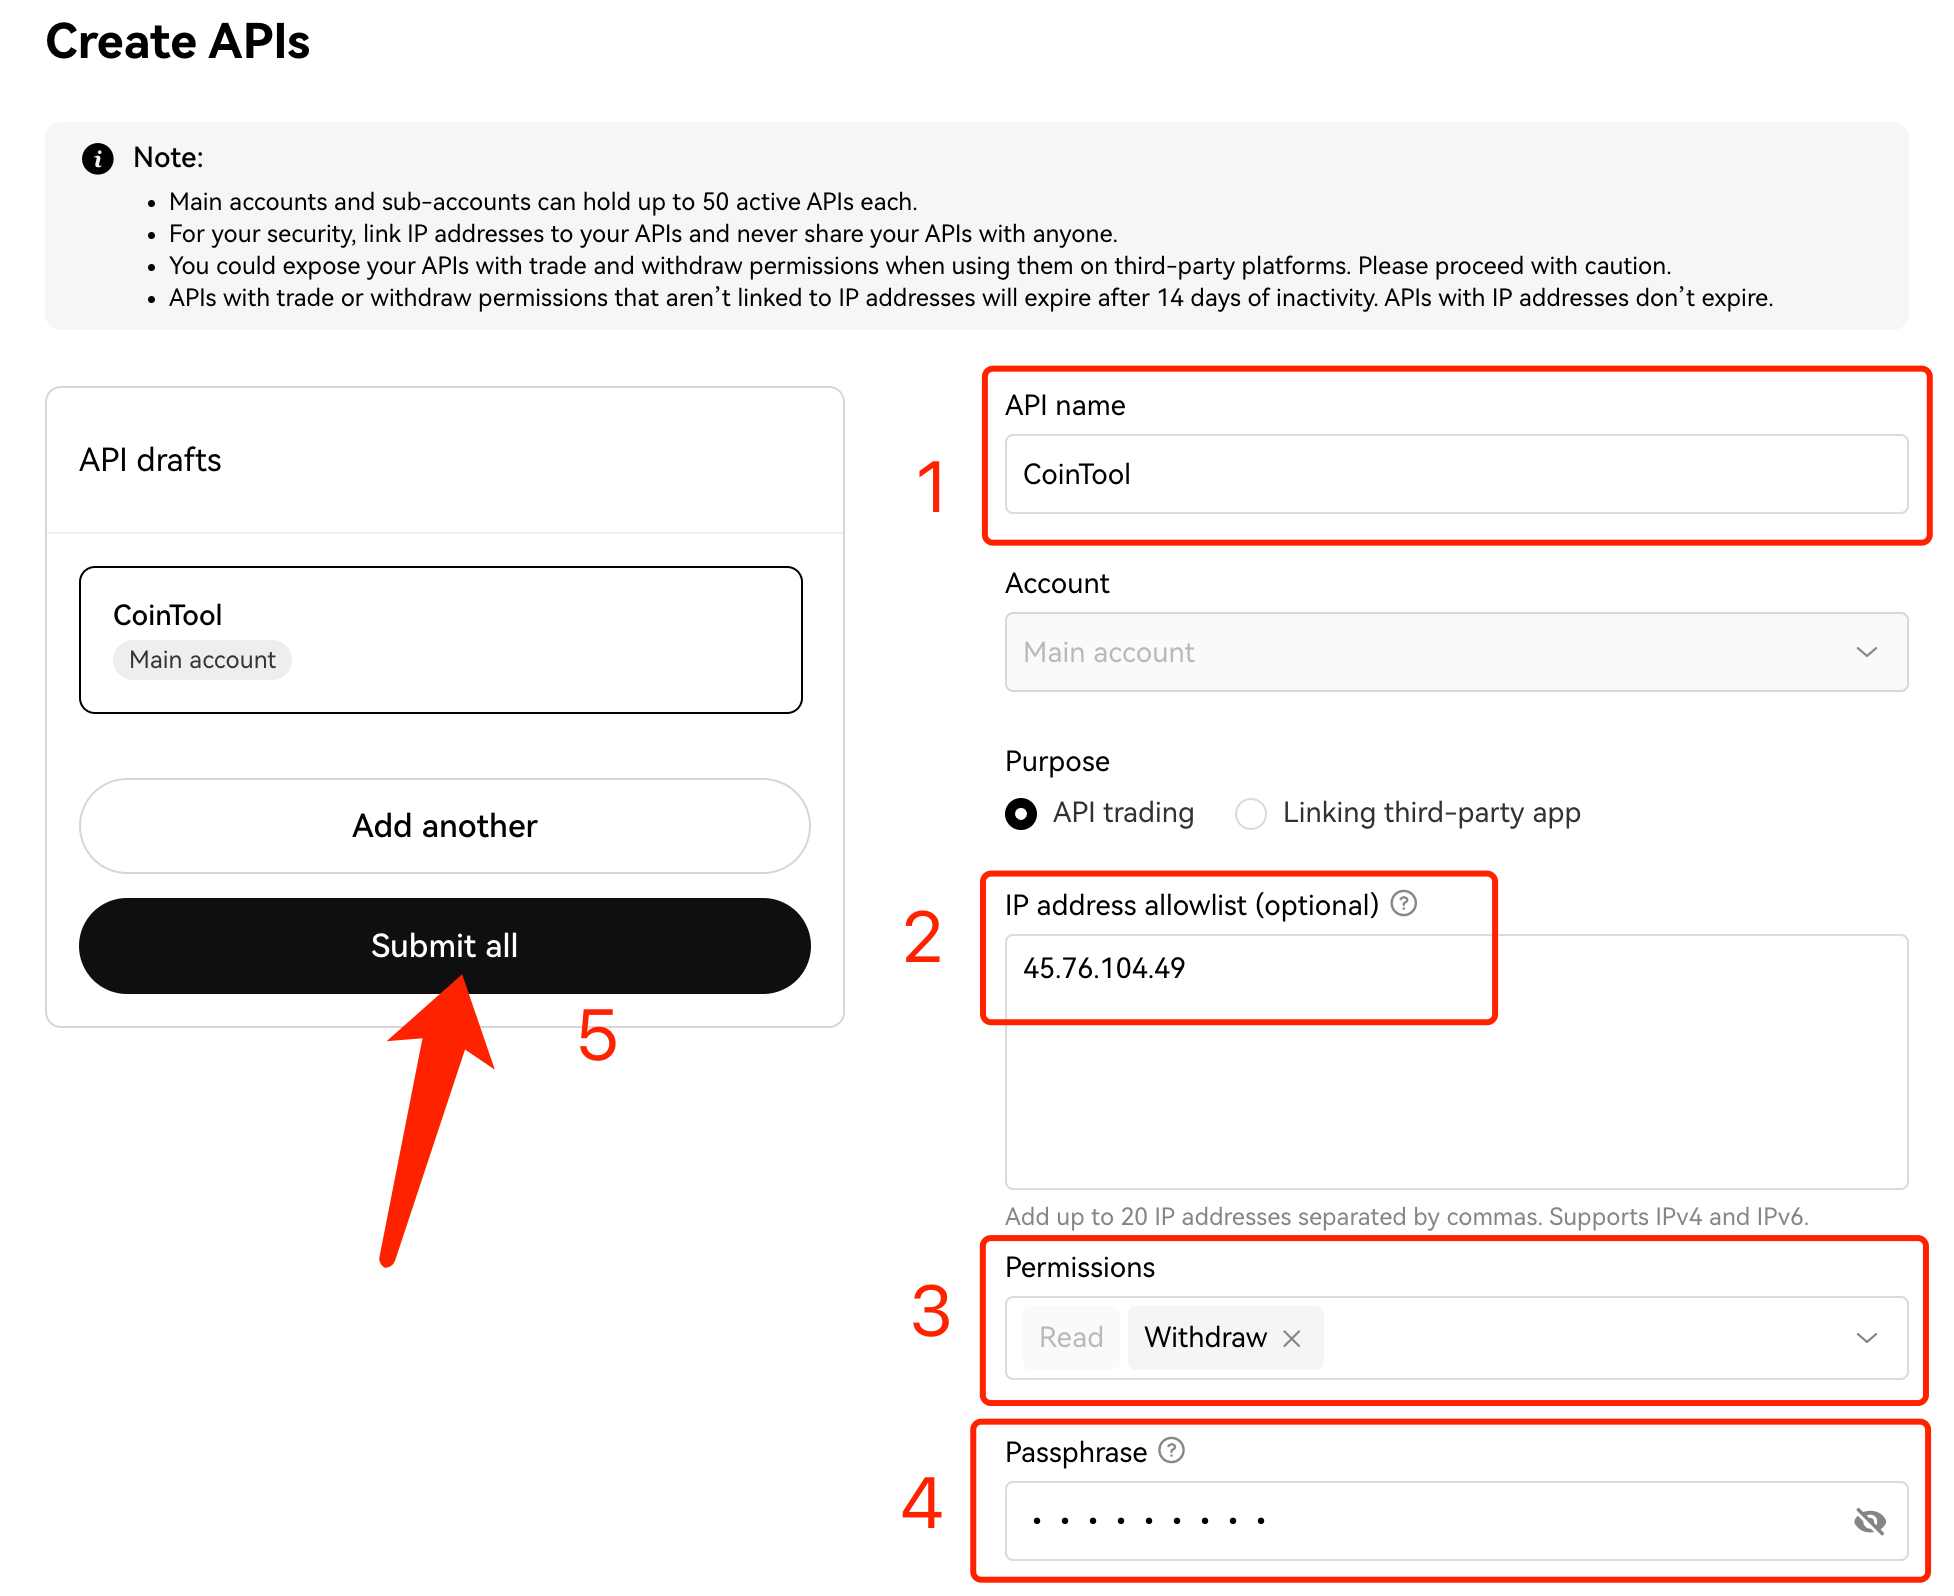 Create APIs
Note:
• Main accounts and sub-accounts can hold up to 50 active APIs each.
• For your security, link IP addresses to your APIs and never share your APIs with anyone.
• You could expose your APIs with trade and withdraw permissions when using them on third-party platforms. Please proceed with caution.
• APIs with trade or withdraw permissions that aren't linked to IP addresses will expire after 14 days of inactivity. APIs with IP addresses don't expire.
API drafts
CoinTool
Main account
Add another
Submit all
5
1
API name
CoinTool
Account
Main account
Purpose
API trading
Linking third-party app
2
IP address allowlist (optional)
45.76.104.49
Add up to 20 IP addresses separated by commas. Supports IPv4 and IPv6.
3
Permissions
Read Withdraw
4
Passphrase